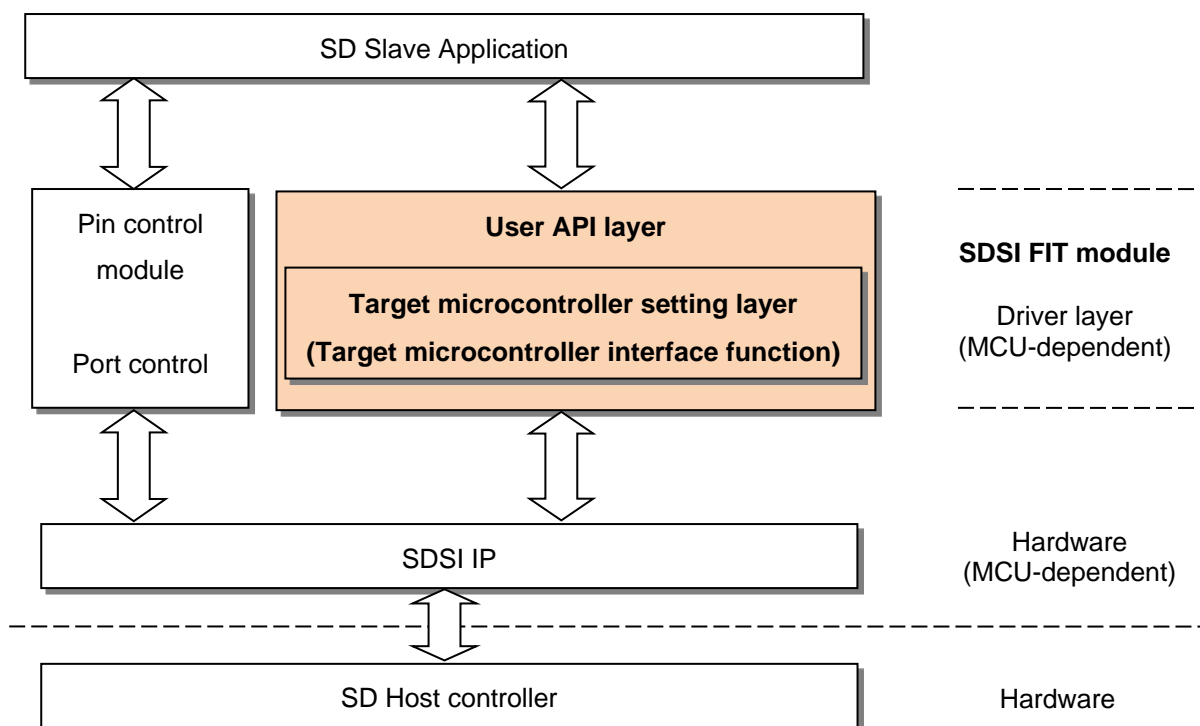 SD Slave Application
Pin control
module
Port control
User API layer
Target microcontroller setting layer
(Target microcontroller interface function)
SDSI FIT module
Driver layer
(MCU-dependent)
SDSI IP
Hardware
(MCU-dependent)
SD Host controller
Hardware